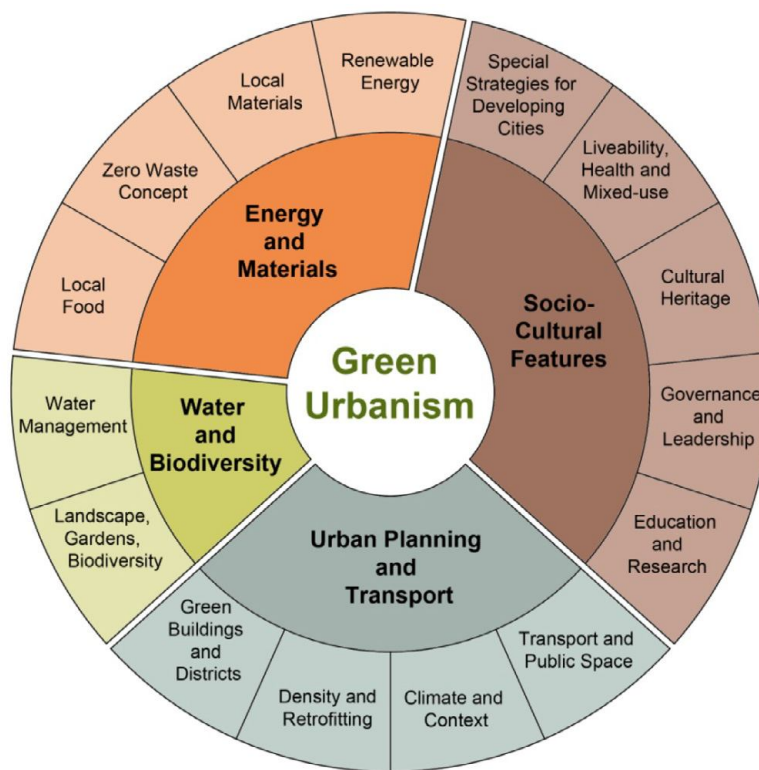 Green
Urbanism
Energy
and
Materials
Renewable
Energy
Local
Materials
Zero Waste
Concept
Local
Food
Socio-
Cultural
Features
Special
Strategies for
Developing
Cities
Liveability,
Health and
Mixed-use
Cultural
Heritage
Governance
and
Leadership
Education
and
Research
Urban Planning
and
Transport
Transport and
Public Space
Climate and
Context
Density and
Retrofitting
Green
Buildings
and
Districts
Water
and
Biodiversity
Landscape,
Gardens,
Biodiversity
Water
Management